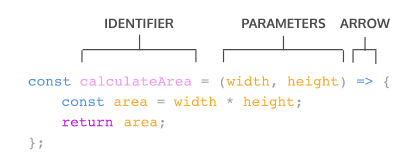 IDENTIFIER PARAMETERS ARROW
const calculateArea = (width, height) => {
    const area = width * height;
    return area;
};